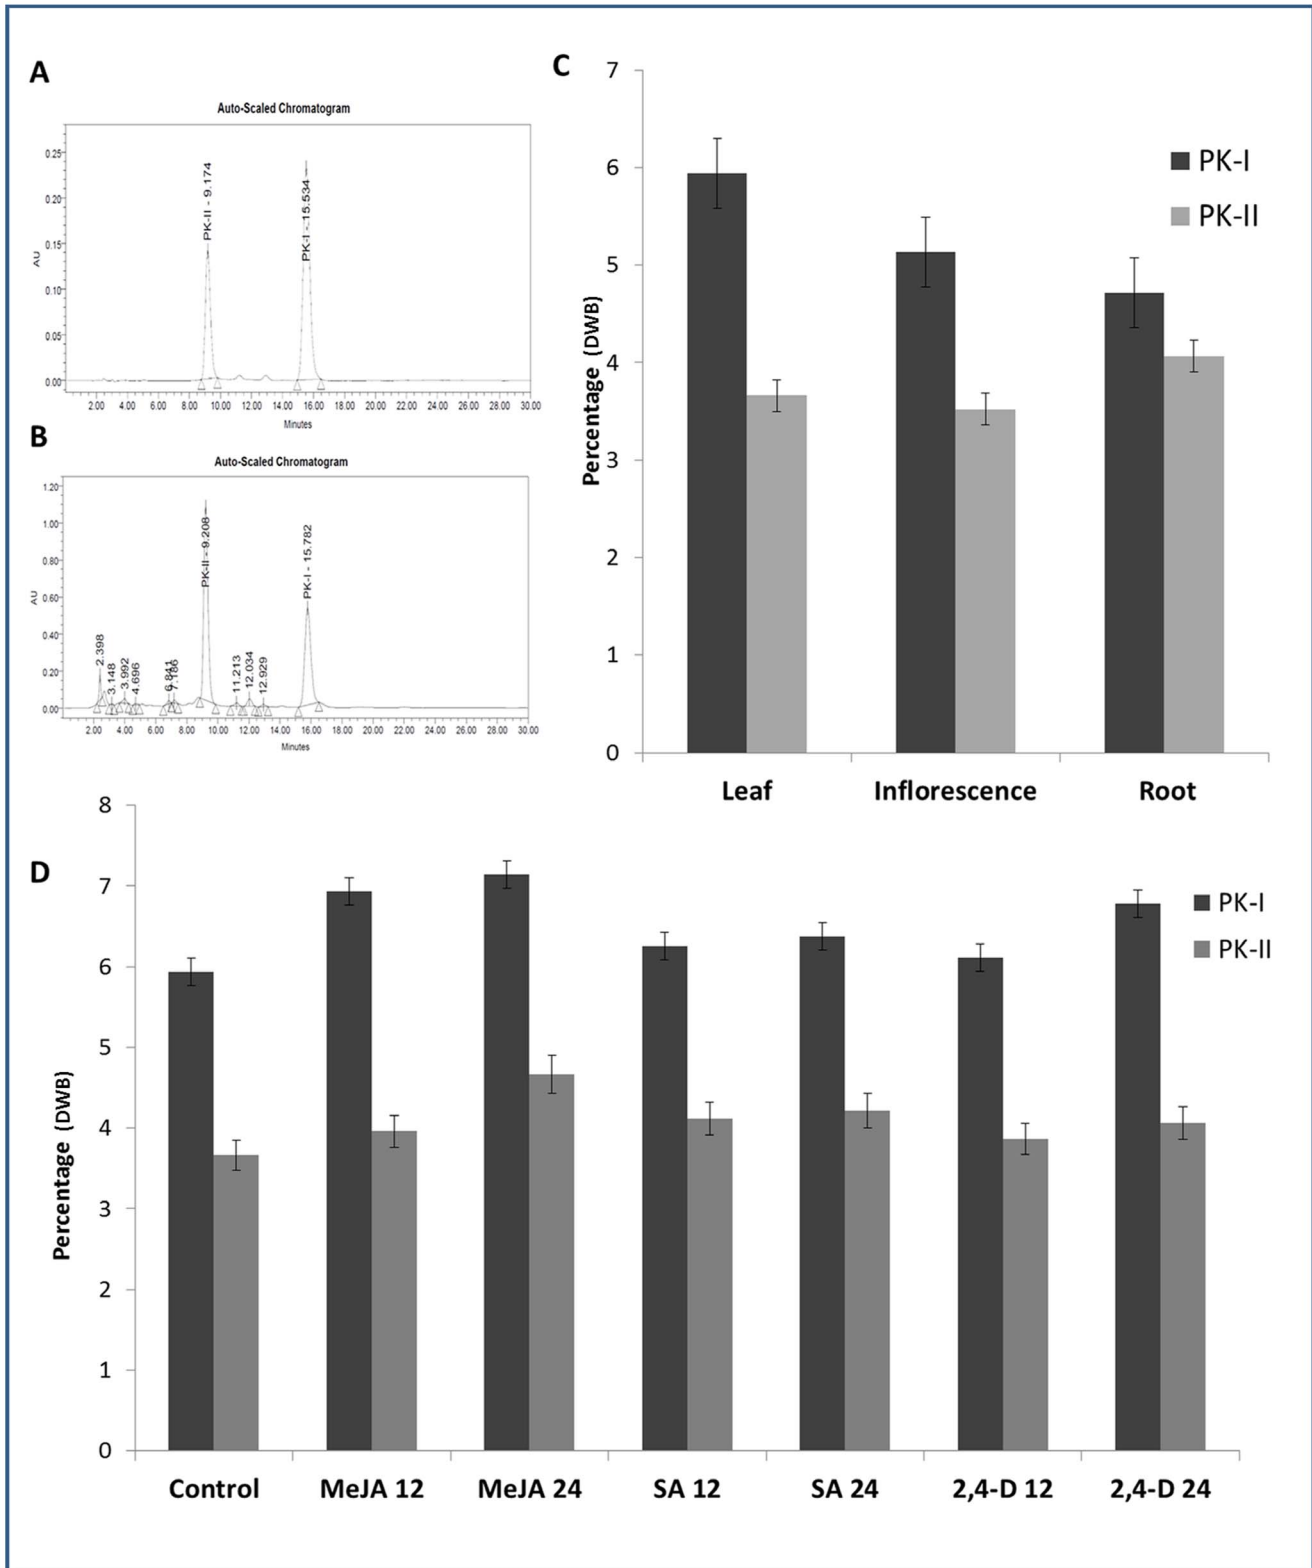 A
Auto-Scaled Chromatogram
AU
0.25
0.20
0.15
0.10
0.05
0.00
PK-II - 9.174
PK-I - 15.534
2.00 4.00 6.00 8.00 10.00 12.00 14.00 16.00 18.00 20.00 22.00 24.00 26.00 28.00 30.00
Minutes
B
Auto-Scaled Chromatogram
AU
1.20
1.00
0.80
0.60
0.40
0.20
0.00
2.398
3.148
3.992
4.696
6.841
7.186
PK-II - 9.208
11.213
12.034
12.929
PK-I - 15.782
2.00 4.00 6.00 8.00 10.00 12.00 14.00 16.00 18.00 20.00 22.00 24.00 26.00 28.00 30.00
Minutes
C
Percentage (DWB)
7
6
5
4
3
2
1
0
PK-I
PK-II
Leaf Inflorescence Root
D
Percentage (DWB)
8
7
6
5
4
3
2
1
0
PK-I
PK-II
Control MeJA 12 MeJA 24 SA 12 SA 24 2,4-D 12 2,4-D 24